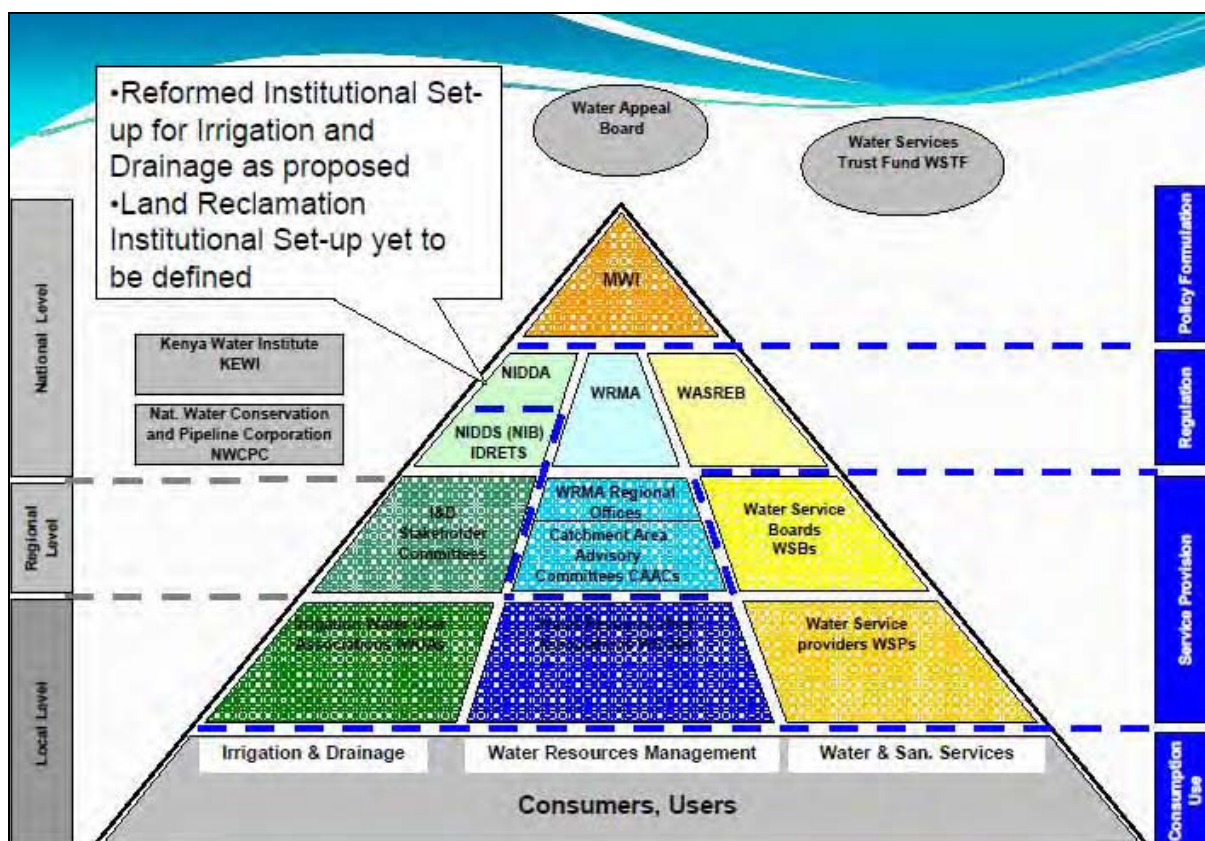 •Reformed Institutional Set-
up for Irrigation and
Drainage as proposed
•Land Reclamation
Institutional Set-up yet to
be defined
Water Appeal
Board
Water Services
Trust Fund WSTF
National Level
Regional
Level
Local Level
Kenya Water Institute
KEWI
Nat. Water Conservation
and Pipeline Corporation
NWCPC
MWI
NIDDA
NIDDS (NIB)
IDRETS
WRMA
WASREB
I&D
Stakeholder
Committees
WRMA Regional
Offices
Catchment Area
Advisory
Committees CAACs
Water Service
Boards
WSBs
Irrigation Water User
Associations
Water Service
providers WSPs
Irrigation & Drainage
Water Resources Management
Water & San. Services
Consumers, Users
Policy Formulation
Regulation
Service Provision
Consumption
Use